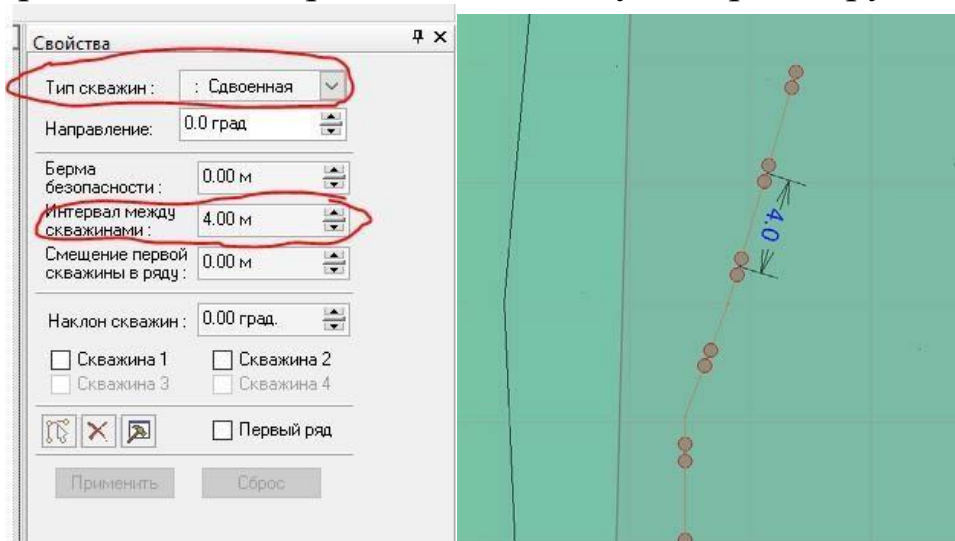 Свойства
Тип скважин : : Сдвоенная
Направление: 0.0 град
Берма
безопасности : 0.00 м
Интервал между
скважинами : 4.00 м
Смещение первой
скважины в ряду : 0.00 м
Наклон скважин : 0.00 град.
Скважина 1 Скважина 2
Скважина 3 Скважина 4
Первый ряд
Применить Сброс
4.0